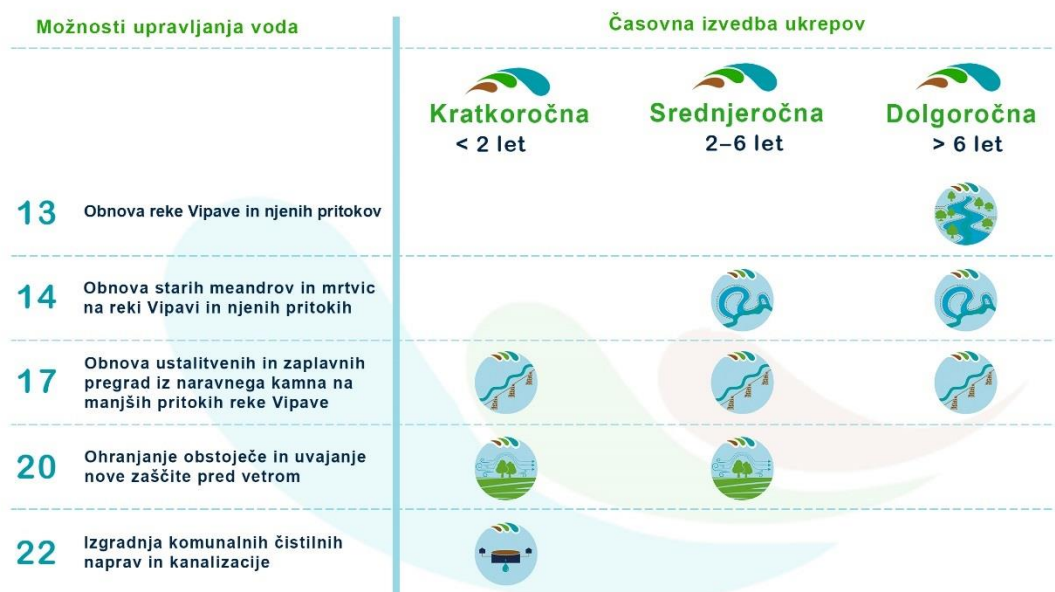 Možnosti upravljanja voda
Časovna izvedba ukrepov
Kratkoročna
< 2 let
Srednjeročna
2–6 let
Dolgoročna
> 6 let
13
Obnova reke Vipave in njenih pritokov
14
Obnova starih meandrov in mrtvic
na reki Vipavi in njenih pritokih
17
Obnova ustalitvenih in zaplavnih
pregrad iz naravnega kamna na
manjših pritokih reke Vipave
20
Ohranjanje obstoječe in uvajanje
nove zaščite pred vetrom
22
Izgradnja komunalnih čistilnih
naprav in kanalizacije